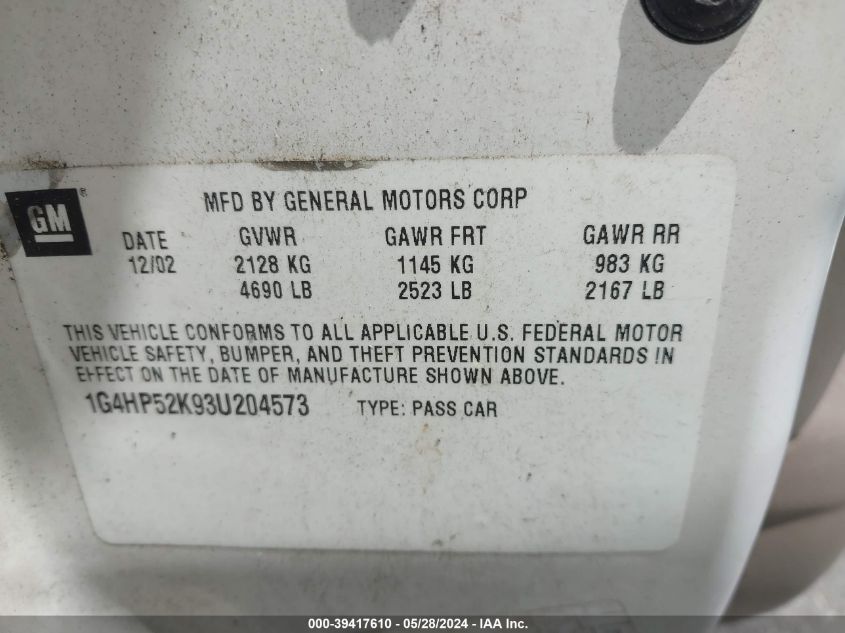 MFD BY GENERAL MOTORS CORP
GM ®
DATE GVWR GAWR FRT GAWR RR
12/02 2128 KG 1145 KG 983 KG
4690 LB 2523 LB 2167 LB
THIS VEHICLE CONFORMS TO ALL APPLICABLE U.S. FEDERAL MOTOR
VEHICLE SAFETY, BUMPER, AND THEFT PREVENTION STANDARDS IN
EFFECT ON THE DATE OF MANUFACTURE SHOWN ABOVE.
1G4HP52K93U204573 TYPE: PASS CAR
000-39417610 - 05/28/2024 - IAA Inc.